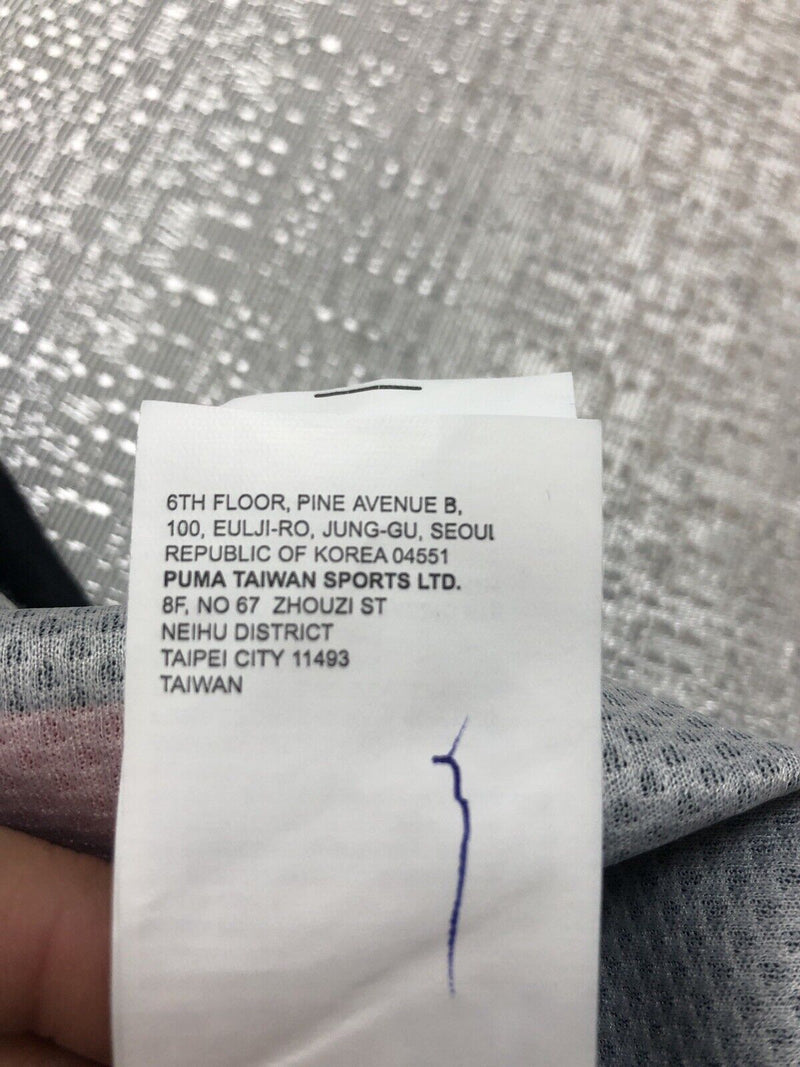 6TH FLOOR, PINE AVENUE B,
100, EULJI-RO, JUNG-GU, SEOUL
REPUBLIC OF KOREA 04551
PUMA TAIWAN SPORTS LTD.
8F, NO 67 ZHOUZI ST
NEIHU DISTRICT
TAIPEI CITY 11493
TAIWAN